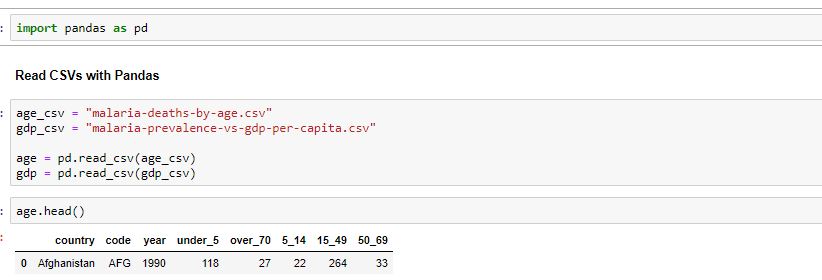 : import pandas as pd
Read CSVs with Pandas
: age_csv = "malaria-deaths-by-age.csv"
gdp_csv = "malaria-prevalence-vs-gdp-per-capita.csv"
age = pd.read_csv(age_csv)
gdp = pd.read_csv(gdp_csv)
: age.head()
:
country code year under_5 over_70 5_14 15_49 50_69
0 Afghanistan AFG 1990 118 27 22 264 33